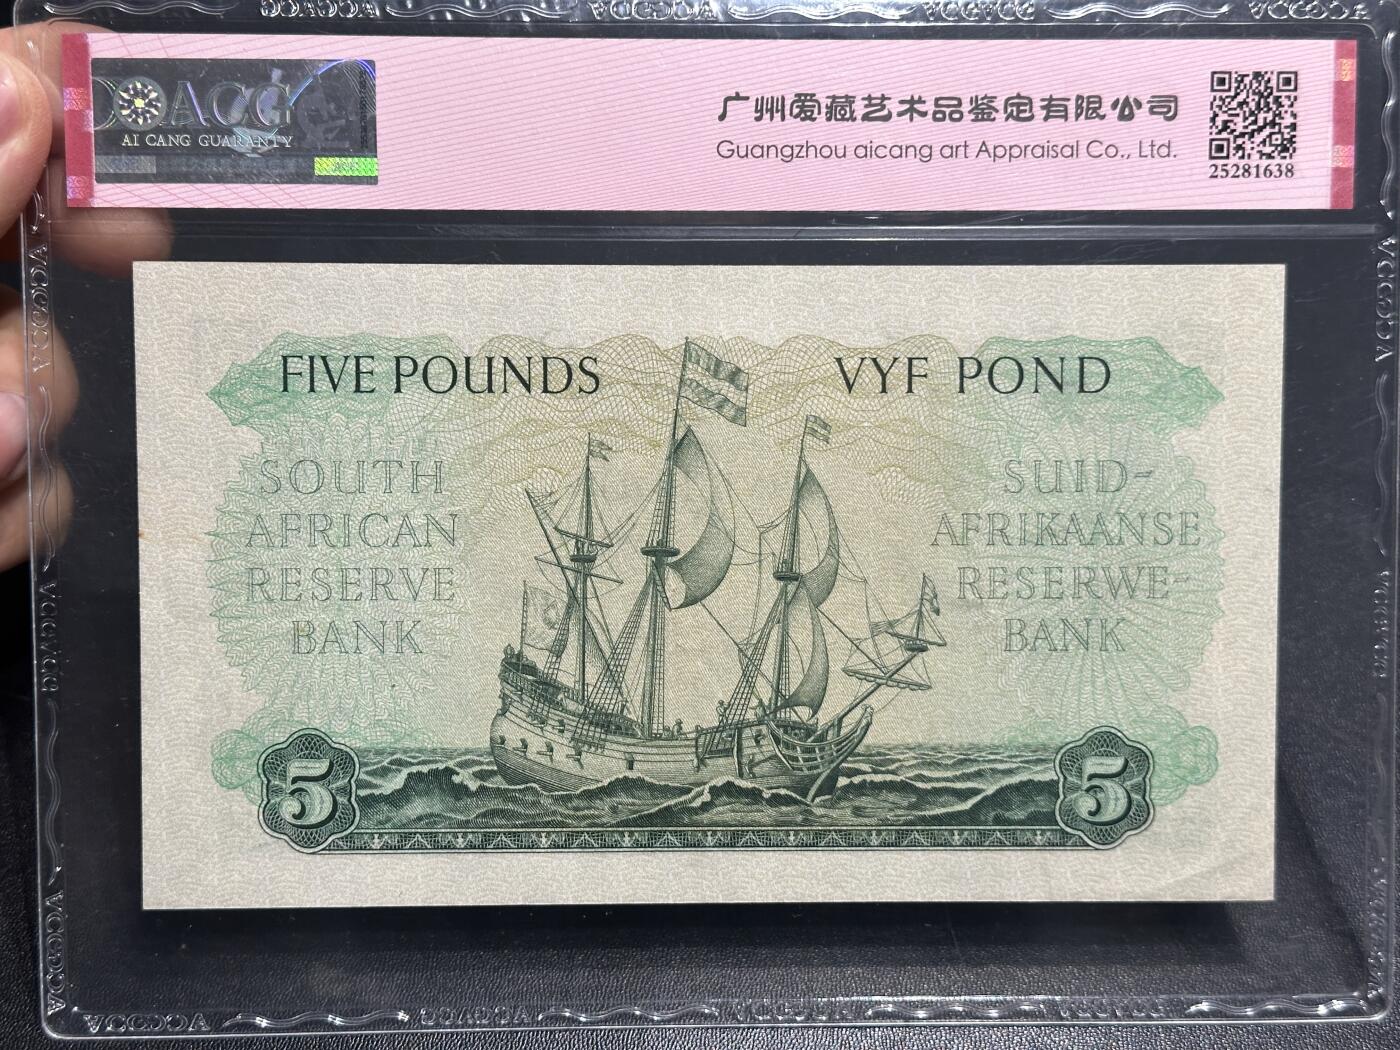 ACG
AI CANG GUARANTY
广州爱藏艺术品鉴定有限公司
Guangzhou aicang art Appraisal Co., Ltd.
25281638
FIVE POUNDS
VYF POND
SOUTH
AFRICAN
RESERVE
BANK
SUID-
AFRIKAANSE
RESERWE-
BANK
5
5